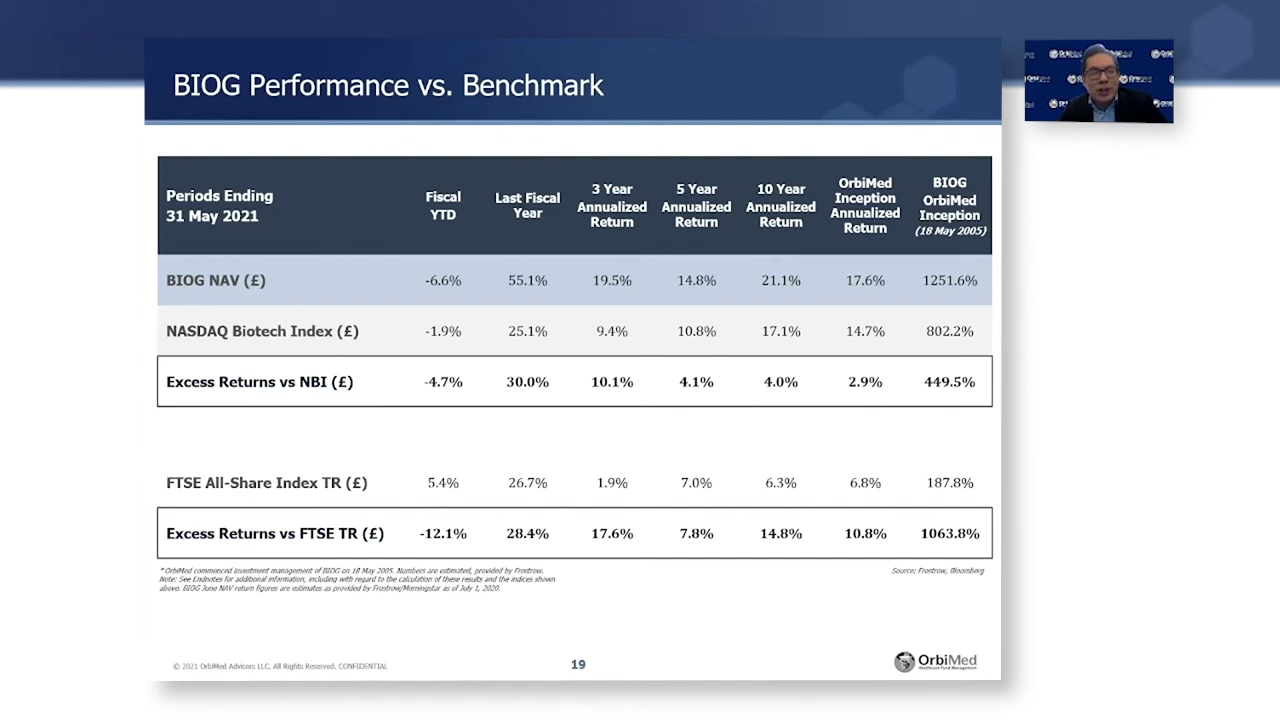 BIOG Performance vs. Benchmark
Periods Ending
31 May 2021
Fiscal
YTD
Last Fiscal
Year
3 Year
Annualized
Return
5 Year
Annualized
Return
10 Year
Annualized
Return
OrbiMed
Inception
Annualized
Return
BIOG
OrbiMed
Inception
(18 May 2005)
BIOG NAV (£) -6.6% 55.1% 19.5% 14.8% 21.1% 17.6% 1251.6%
NASDAQ Biotech Index (£) -1.9% 25.1% 9.4% 10.8% 17.1% 14.7% 802.2%
Excess Returns vs NBI (£) -4.7% 30.0% 10.1% 4.1% 4.0% 2.9% 449.5%
FTSE All-Share Index TR (£) 5.4% 26.7% 1.9% 7.0% 6.3% 6.8% 187.8%
Excess Returns vs FTSE TR (£) -12.1% 28.4% 17.6% 7.8% 14.8% 10.8% 1063.8%
* OrbiMed commenced investment management of BIOG on 18 May 2005. Numbers are estimated, provided by Frostrow.
Note: See Endnotes for additional information, including with regard to the calculation of these results and the indices shown
above. BIOG June NAV return figures are estimates as provided by Frostrow/Morningstar as of July 1, 2020.
Source: Frostrow, Bloomberg
© 2021 OrbiMed Advisors LLC. All Rights Reserved. CONFIDENTIAL
19
OrbiMed
Healthcare Fund Management
OrbiMed